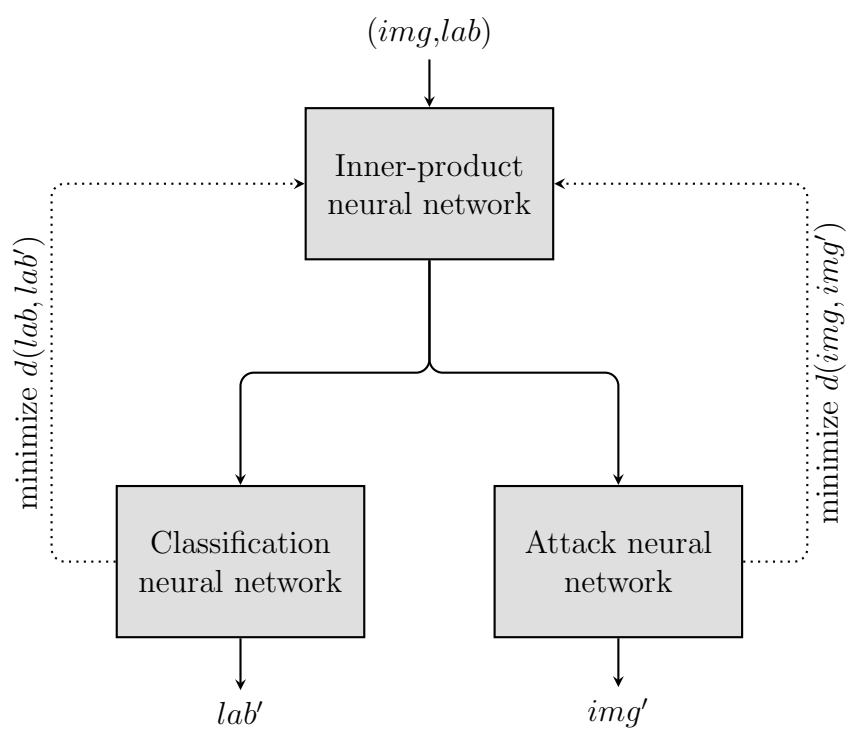 (img,lab)
Inner-product
neural network
minimize d(lab, lab′)
minimize d(img, img′)
Classification
neural network
Attack neural
network
lab′
img′